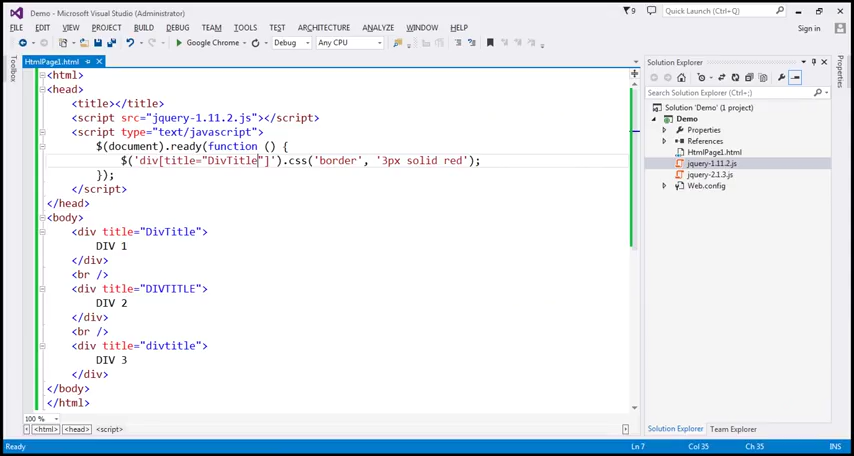 Demo - Microsoft Visual Studio (Administrator)
9
Quick Launch (Ctrl+Q)
FILE EDIT VIEW PROJECT BUILD DEBUG TEAM TOOLS TEST ARCHITECTURE ANALYZE WINDOW HELP
Sign in
Google Chrome
Debug
Any CPU
Toolbox
HtmlPage1.html
<html>
<head>
<title></title>
<script src="jquery-1.11.2.js"></script>
<script type="text/javascript">
$(document).ready(function () {
$('div[title="DivTitle"]').css('border', '3px solid red');
});
</script>
</head>
<body>
<div title="DivTitle">
DIV 1
</div>
<br />
<div title="DIVTITLE">
DIV 2
</div>
<br />
<div title="divtitle">
DIV 3
</div>
</body>
</html>
100 %
<html> <head> <script>
Solution Explorer
Search Solution Explorer (Ctrl+;)
Solution 'Demo' (1 project)
Demo
Properties
References
HtmlPage1.html
jquery-1.11.2.js
jquery-2.1.3.js
Web.config
Solution Explorer Team Explorer
Properties
Ready
Ln 7
Col 35
Ch 35
INS